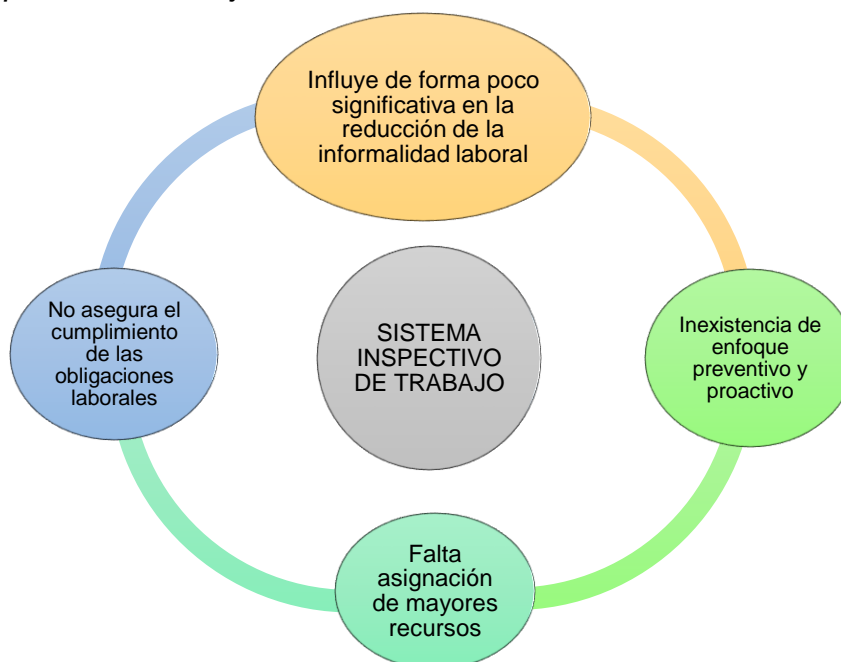 Influye de forma poco
significativa en la
reducción de la
informalidad laboral
No asegura el
cumplimiento
de las
obligaciones
laborales
SISTEMA
INSPECTIVO
DE TRABAJO
Inexistencia de
enfoque
preventivo y
proactivo
Falta
asignación
de mayores
recursos